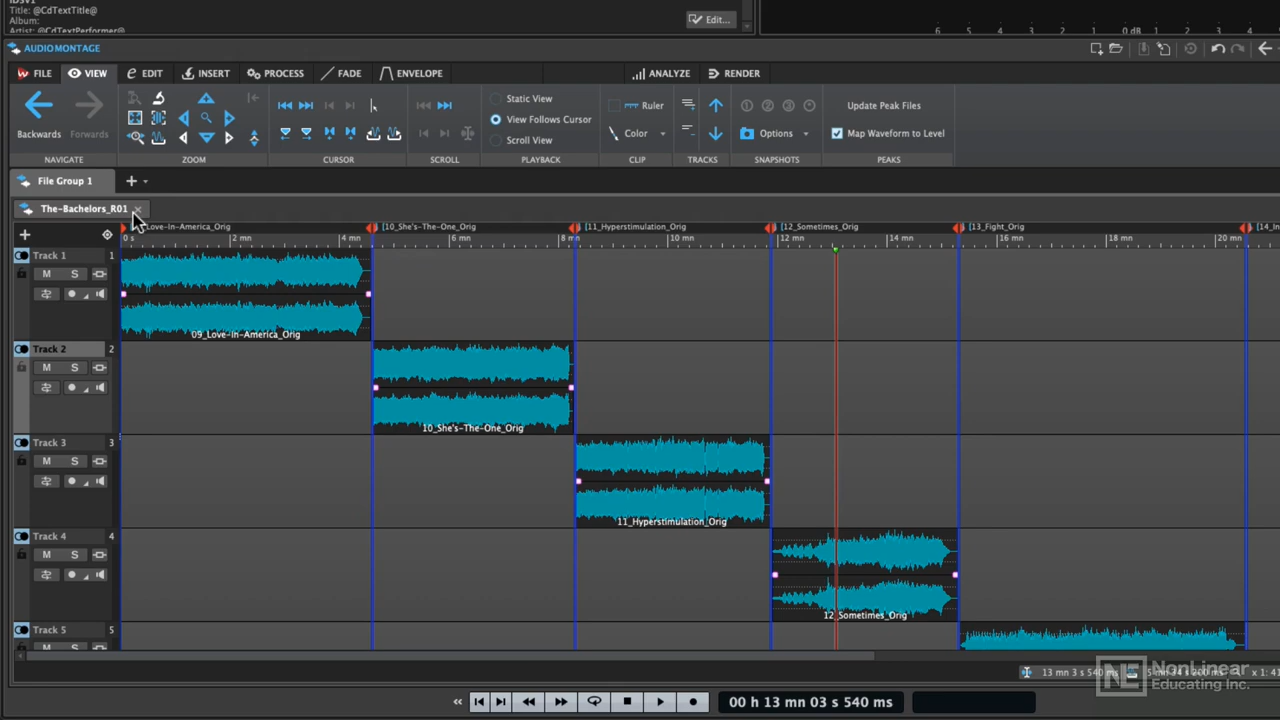 IDSV1
Title: @CdTextTitle@
Album:
Artist: @CdTextPerformer@
Edit...
6 5 4 3 2 1 0 dB 1 2 3 4
AUDIO MONTAGE
FILE VIEW EDIT INSERT PROCESS FADE ENVELOPE ANALYZE RENDER
Static View
Ruler
Update Peak Files
View Follows Cursor
Backwards Forwards
Color
Options
Map Waveform to Level
Scroll View
NAVIGATE ZOOM CURSOR SCROLL PLAYBACK CLIP TRACKS SNAPSHOTS PEAKS
File Group 1
The-Bachelors_R01
Love-In-America_Orig [10_She's-The-One_Orig [11_Hyperstimulation_Orig [12_Sometimes_Orig [13_Fight_Orig
0 s 2 mn 4 mn 6 mn 8 mn 10 mn 12 mn 14 mn 16 mn 18 mn 20 mn
Track 1 1
M S
09_Love-In-America_Orig
Track 2 2
M S
10_She's-The-One_Orig
Track 3 3
M S
11_Hyperstimulation_Orig
Track 4 4
M S
12_Sometimes_Orig
Track 5 5
M S
13 mn 3 s 540 ms
NE NonLinear
Educating Inc.
00 h 13 mn 03 s 540 ms